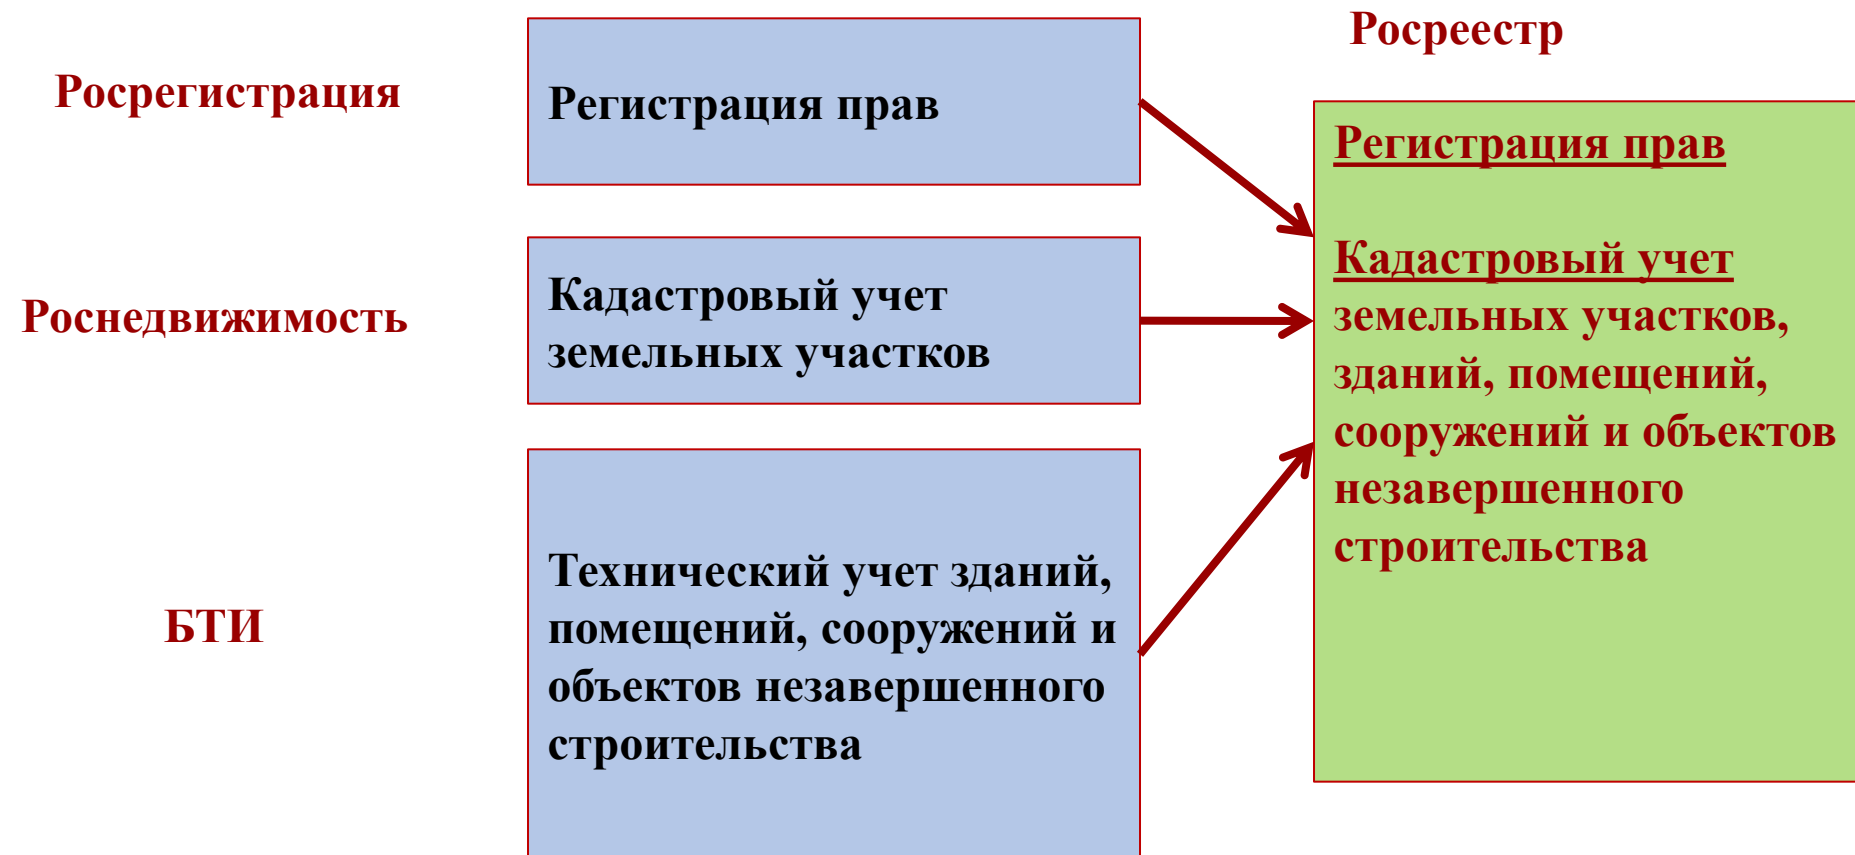 Росреестр
Росрегистрация
Регистрация прав
Роснедвижимость
Кадастровый учет
земельных участков
БТИ
Технический учет зданий,
помещений, сооружений и
объектов незавершенного
строительства
Регистрация прав
Кадастровый учет
земельных участков,
зданий, помещений,
сооружений и объектов
незавершенного
строительства